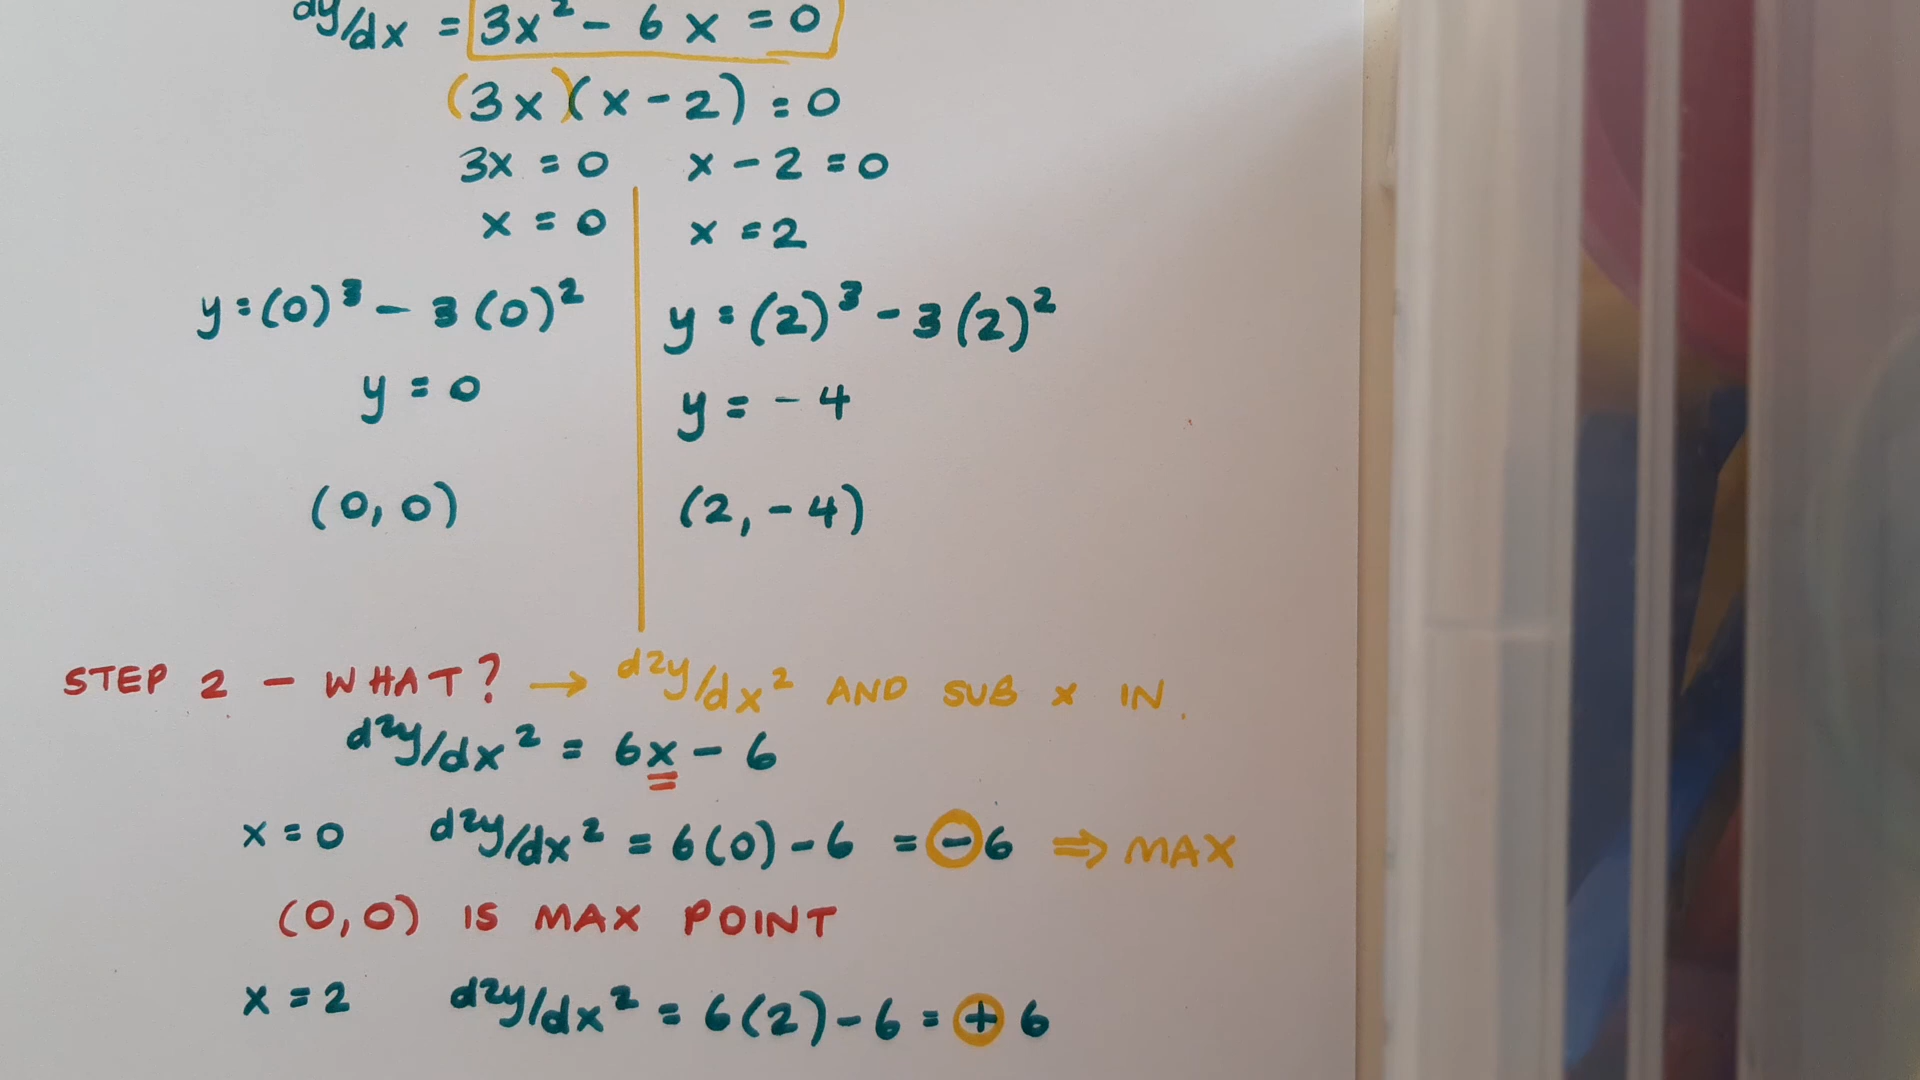 dy/dx = 3x² - 6x = 0
(3x)(x - 2) = 0
3x = 0 x - 2 = 0
x = 0 x = 2
y = (0)³ - 3(0)² y = (2)³ - 3(2)²
y = 0 y = - 4
(0, 0) (2, - 4)
STEP 2 - WHAT? → d²y/dx² AND SUB x IN.
d²y/dx² = 6x - 6
x = 0 d²y/dx² = 6(0) - 6 = - 6 ⇒ MAX
(0, 0) IS MAX POINT
x = 2 d²y/dx² = 6(2) - 6 = + 6